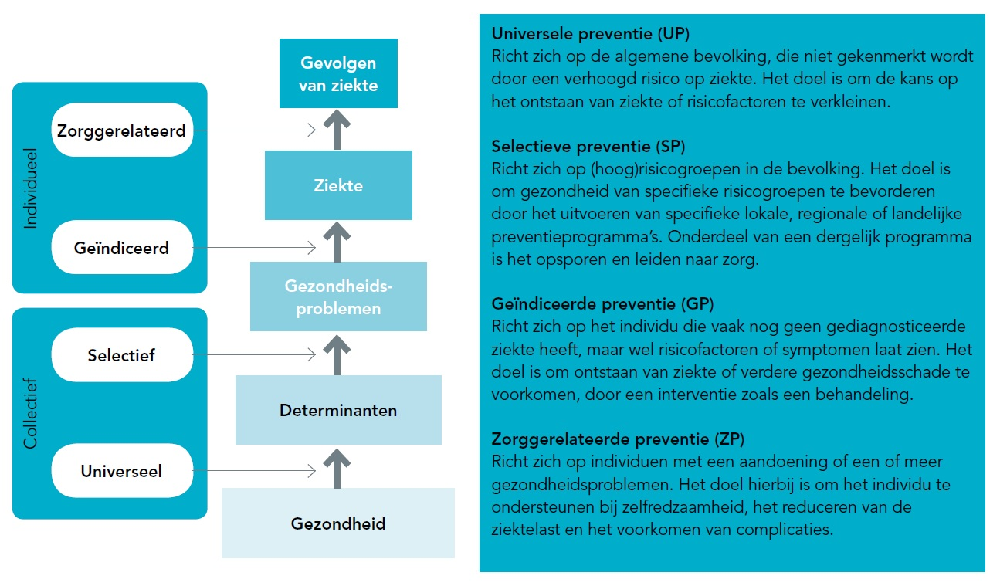 Individueel
Zorggerelateerd
Geïndiceerd
Collectief
Selectief
Universeel
Gevolgen
van ziekte
Ziekte
Gezondheids-
problemen
Determinanten
Gezondheid
Universele preventie (UP)
Richt zich op de algemene bevolking, die niet gekenmerkt wordt
door een verhoogd risico op ziekte. Het doel is om de kans op
het ontstaan van ziekte of risicofactoren te verkleinen.
Selectieve preventie (SP)
Richt zich op (hoog)risicogroepen in de bevolking. Het doel is
om gezondheid van specifieke risicogroepen te bevorderen
door het uitvoeren van specifieke lokale, regionale of landelijke
preventieprogramma’s. Onderdeel van een dergelijk programma
is het opsporen en leiden naar zorg.
Geïndiceerde preventie (GP)
Richt zich op het individu die vaak nog geen gediagnosticeerde
ziekte heeft, maar wel risicofactoren of symptomen laat zien. Het
doel is om ontstaan van ziekte of verdere gezondheidsschade te
voorkomen, door een interventie zoals een behandeling.
Zorggerelateerde preventie (ZP)
Richt zich op individuen met een aandoening of een of meer
gezondheidsproblemen. Het doel hierbij is om het individu te
ondersteunen bij zelfredzaamheid, het reduceren van de
ziektelast en het voorkomen van complicaties.